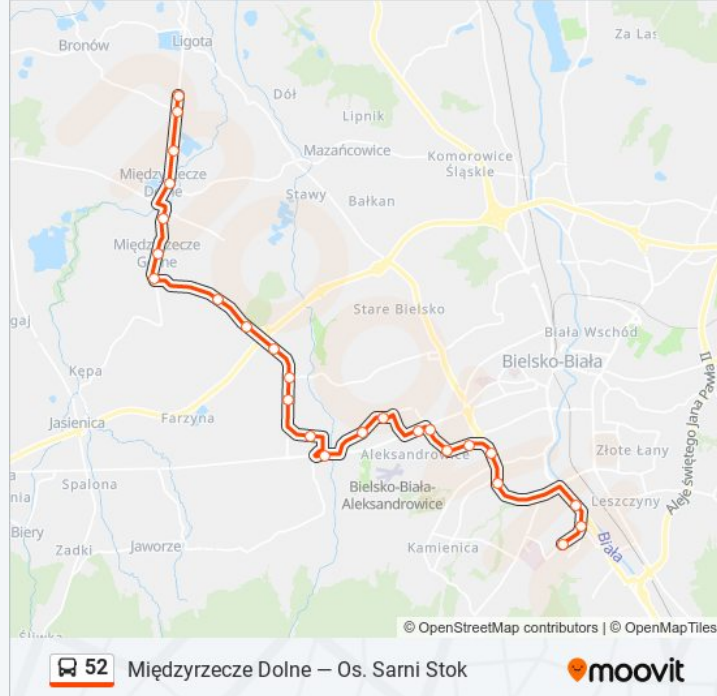 Bronów
Ligota
Za Las
Dół
Lipnik
Mazańcowice
Komorowice
Śląskie
Międzyrzecze
Dolne
Stawy
Bałkan
Międzyrzecze
Górne
Stare Bielsko
gaj
Biała Wschód
Bielsko-Biała
Kępa
Jasienica
Farzyna
Aleje świętego Jana Pawła II
Złote Łany
Aleksandrowice
nia
Spalona
Bielsko-Biała-
Aleksandrowice
Leszczyny
Biery
Zadki
Jaworze
Kamienica
Biała
© OpenStreetMap contributors | © OpenMapTiles
52 Międzyrzecze Dolne – Os. Sarni Stok
moovit